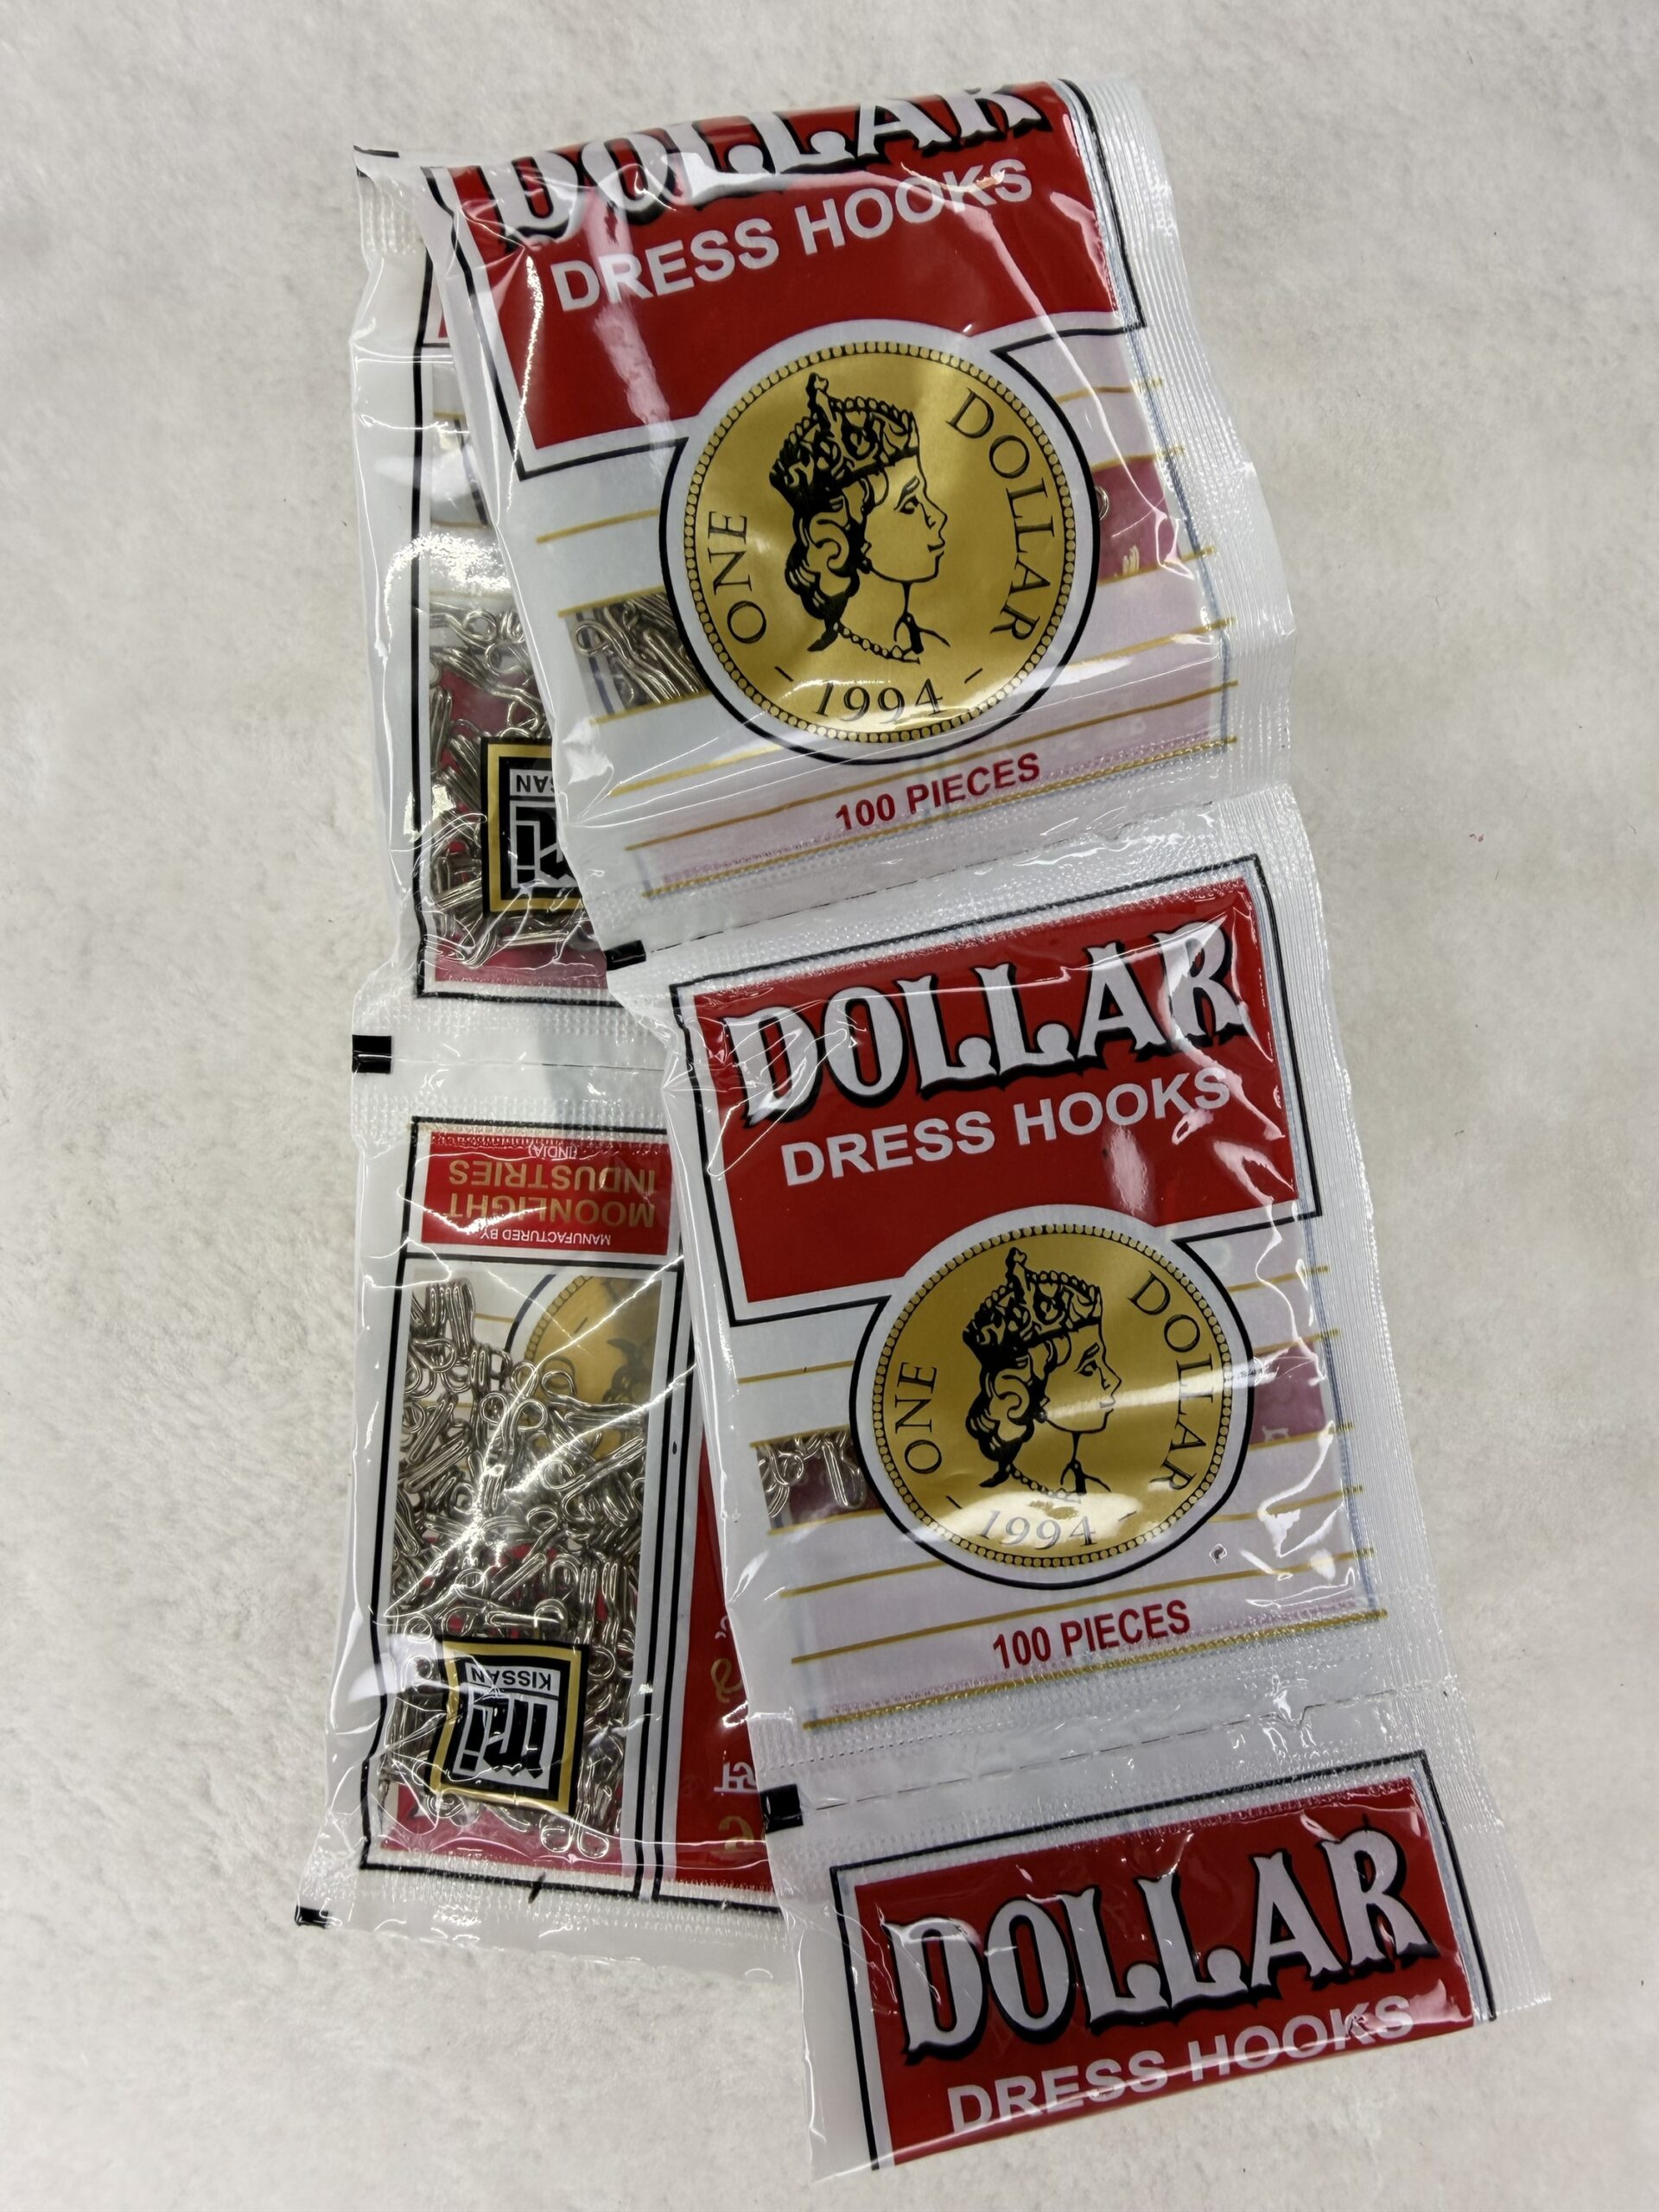 DOLLAR
DRESS HOOKS
ONE DOLLAR
1994
100 PIECES
DOLLAR
DRESS HOOKS
ONE DOLLAR
1994
100 PIECES
DOLLAR
DRESS HOOKS
MANUFACTURED BY
MOONLIGHT
INDUSTRIES
(INDIA)
KISSAN
mi